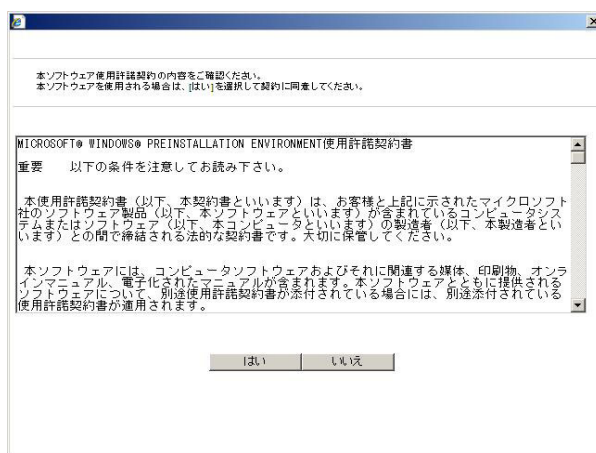 本ソフトウェア使用許諾契約の内容をご確認ください。
本ソフトウェアを使用される場合は、[はい]を選択して契約に同意してください。
MICROSOFT® WINDOWS® PREINSTALLATION ENVIRONMENT使用許諾契約書
重要　　以下の条件を注意してお読み下さい。
本使用許諾契約書（以下、本契約書といいます）は、お客様と上記に示されたマイクロソフト
社のソフトウェア製品（以下、本ソフトウェアといいます）が含まれているコンピュータシス
テムまたはソフトウェア（以下、本コンピュータといいます）の製造者（以下、本製造者とい
います）との間で締結される法的な契約書です。大切に保管してください。
本ソフトウェアには、コンピュータソフトウェアおよびそれに関連する媒体、印刷物、オンラ
インマニュアル、電子化されたマニュアルが含まれます。本ソフトウェアとともに提供される
ソフトウェアについて、別途使用許諾契約書が添付されている場合には、別途添付されている
使用許諾契約書が適用されます。
はい
いいえ